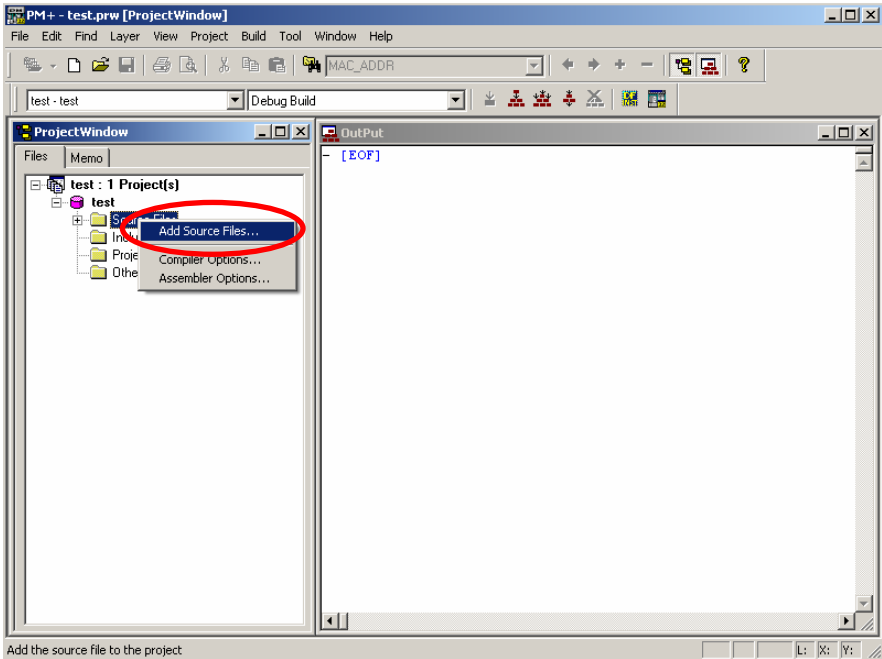 PM+ - test.prw [ProjectWindow]
File Edit Find Layer View Project Build Tool Window Help
MAC_ADDR
test - test Debug Build
ProjectWindow
OutPut
Files Memo
- [EOF]
test : 1 Project(s)
test
Add Source Files...
Compiler Options...
Assembler Options...
Add the source file to the project
L: X: Y: